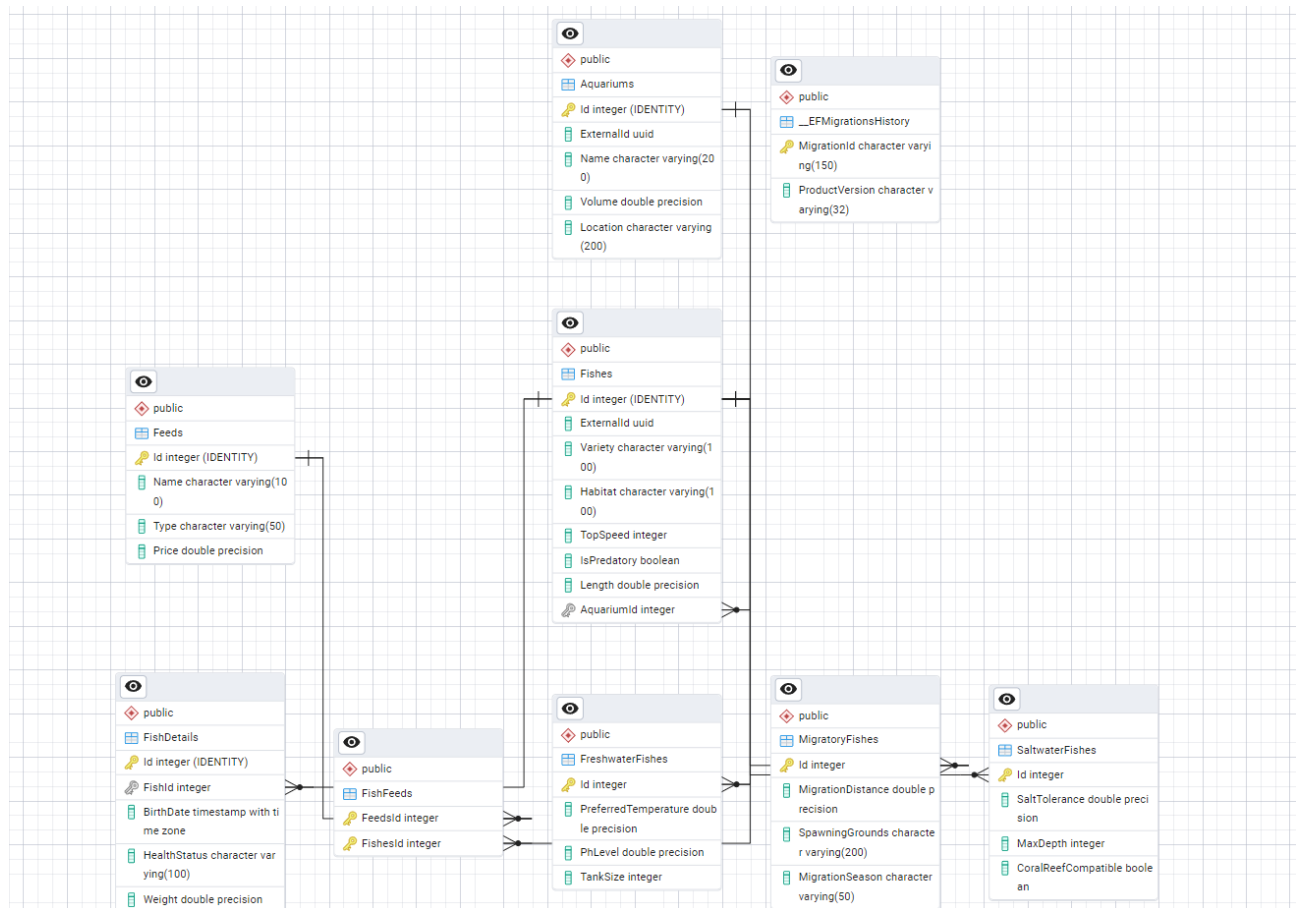 public
Aquariums
Id integer (IDENTITY)
ExternalId uuid
Name character varying(20
0)
Volume double precision
Location character varying
(200)
public
__EFMigrationsHistory
MigrationId character varyi
ng(150)
ProductVersion character v
arying(32)
public
Fishes
Id integer (IDENTITY)
ExternalId uuid
Variety character varying(1
00)
Habitat character varying(1
00)
TopSpeed integer
IsPredatory boolean
Length double precision
AquariumId integer
public
Feeds
Id integer (IDENTITY)
Name character varying(10
0)
Type character varying(50)
Price double precision
public
FishDetails
Id integer (IDENTITY)
FishId integer
BirthDate timestamp with ti
me zone
HealthStatus character var
ying(100)
Weight double precision
public
FishFeeds
FeedsId integer
FishesId integer
public
FreshwaterFishes
Id integer
PreferredTemperature dou
ble precision
PhLevel double precision
TankSize integer
public
MigratoryFishes
Id integer
MigrationDistance double p
recision
SpawningGrounds characte
r varying(200)
MigrationSeason character
varying(50)
public
SaltwaterFishes
Id integer
SaltTolerance double preci
sion
MaxDepth integer
CoralReefCompatible boole
an